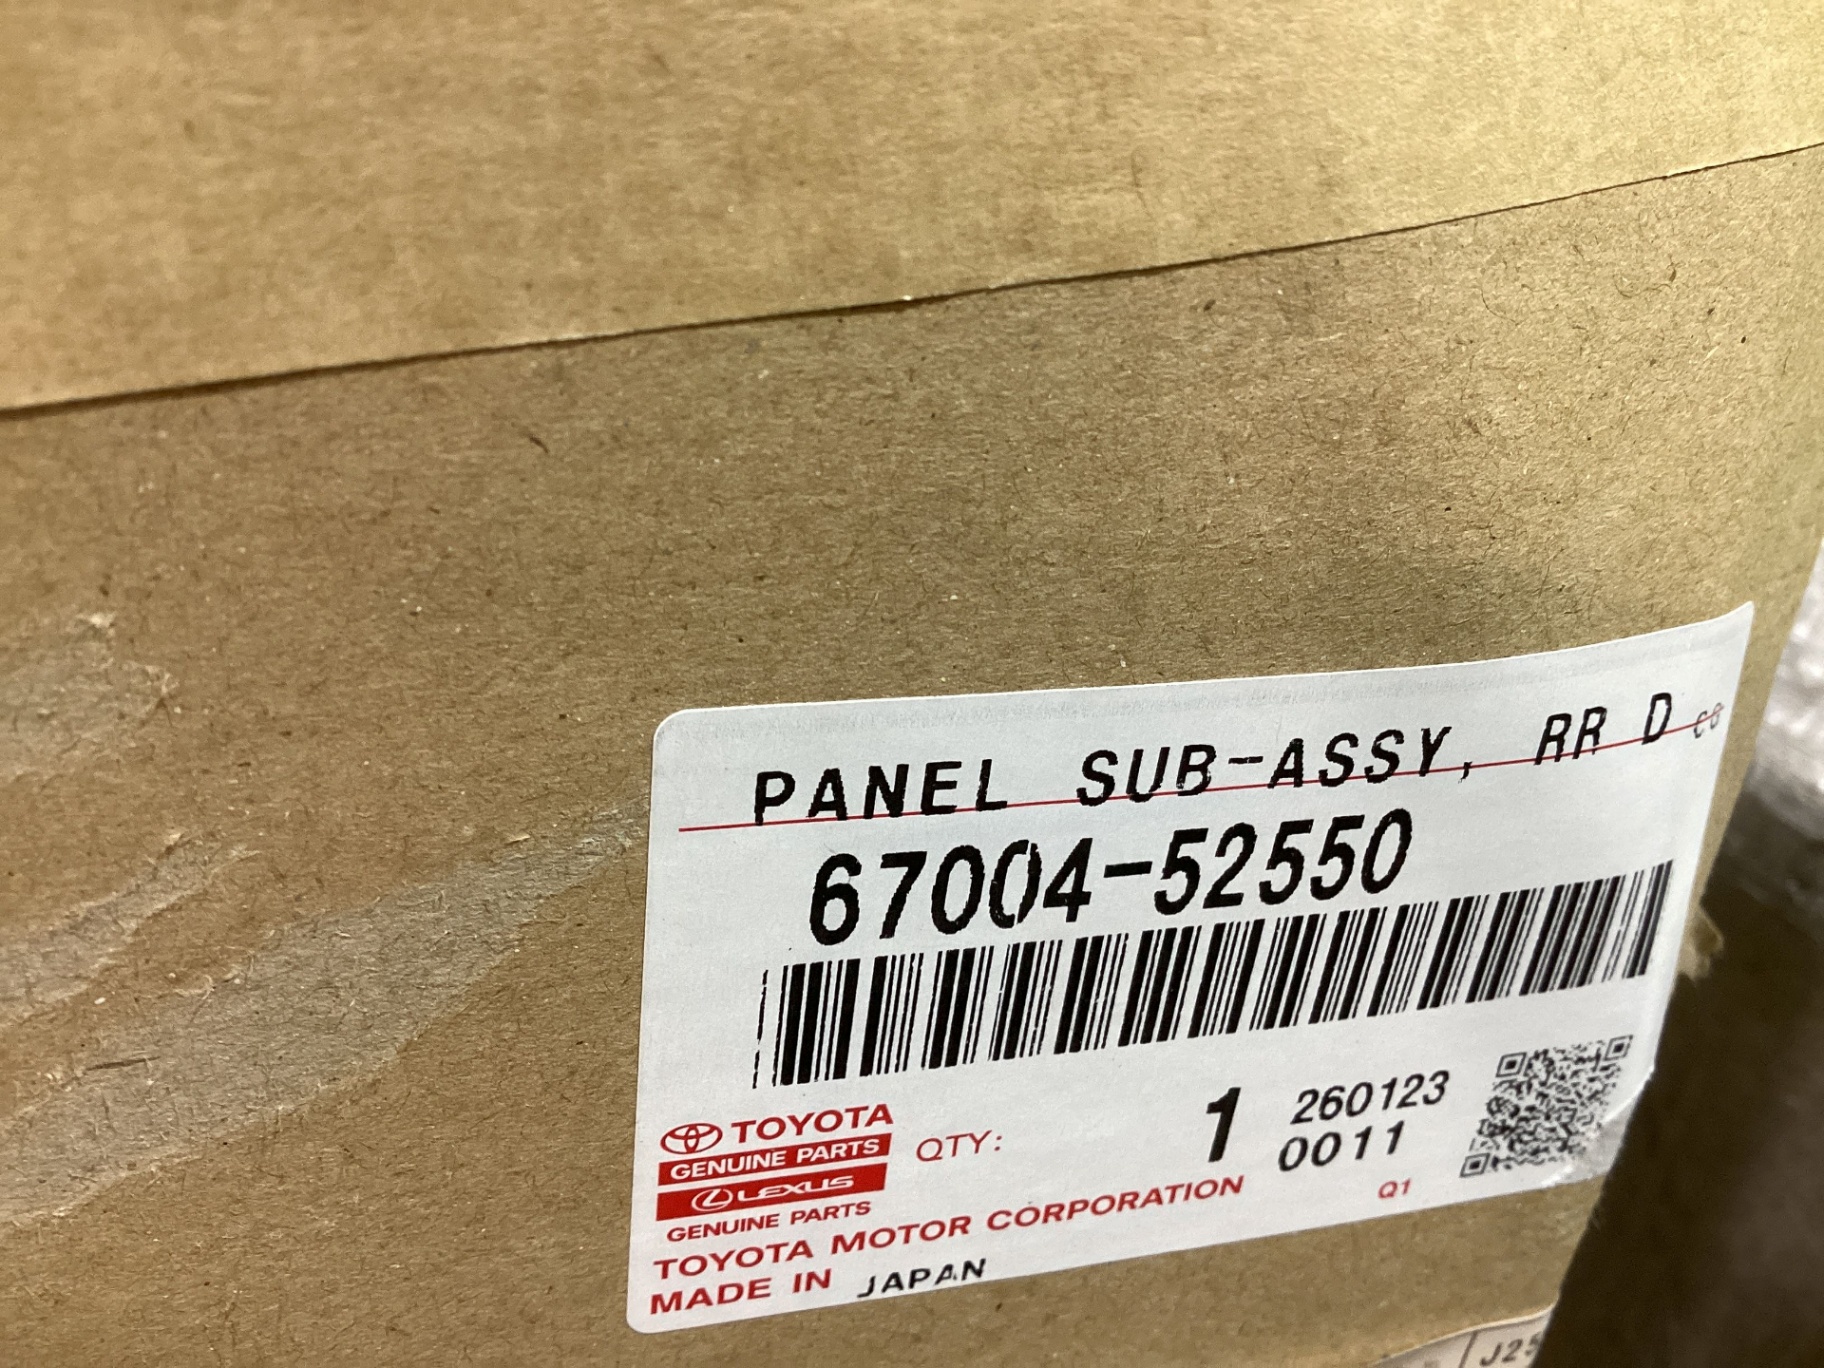 PANEL SUB-ASSY, RR D
67004-52550
TOYOTA
GENUINE PARTS
LEXUS
GENUINE PARTS
QTY: 1
260123
0011
Q1
TOYOTA MOTOR CORPORATION
MADE IN JAPAN